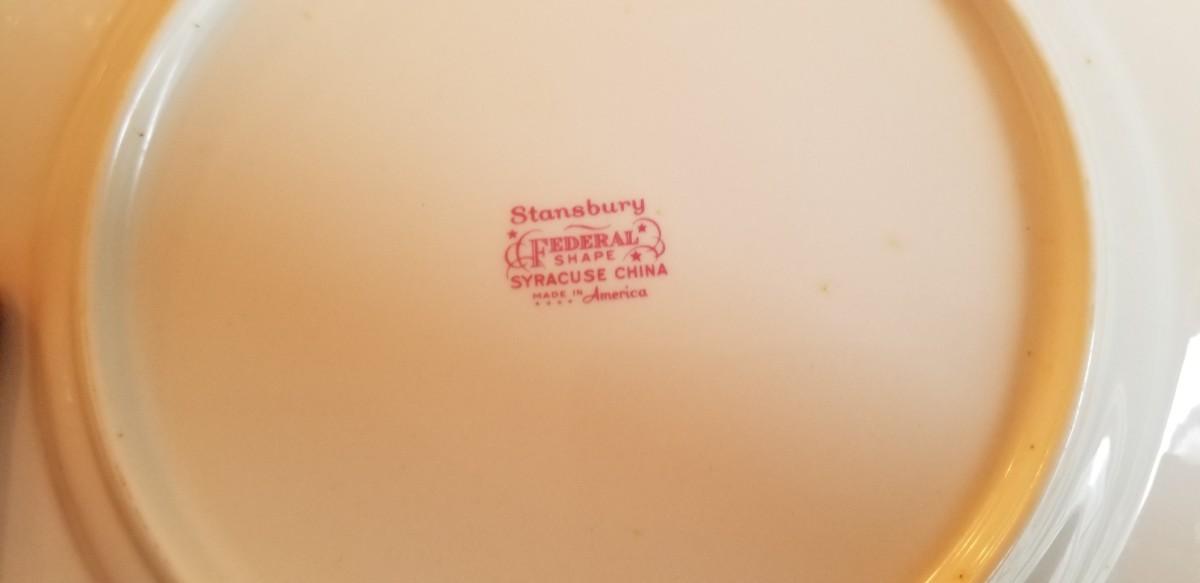 Stansbury
FEDERAL
SHAPE
SYRACUSE CHINA
MADE IN America